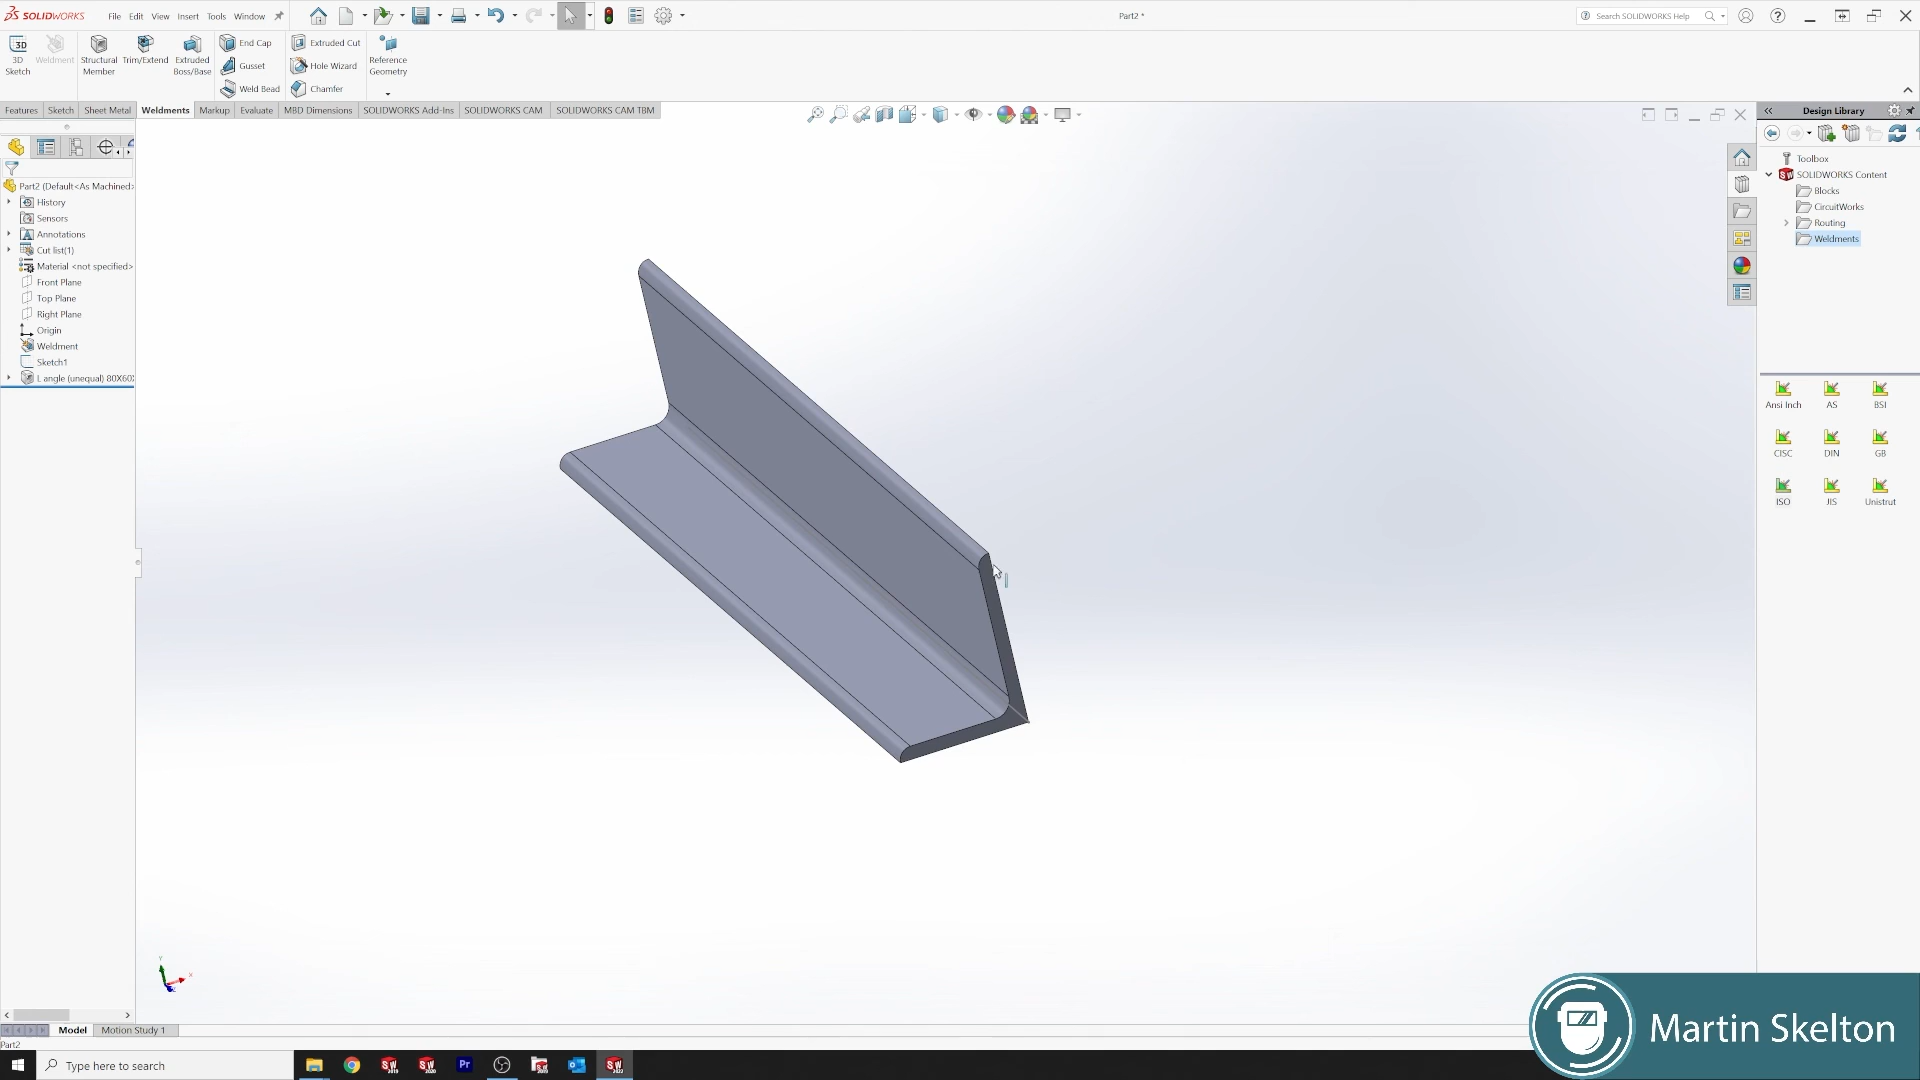 SOLIDWORKS File Edit View Insert Tools Window Part2 * Search SOLIDWORKS Help
3D Sketch
Weldment
Structural Member
Trim/Extend
Extruded Boss/Base
End Cap
Gusset
Weld Bead
Extruded Cut
Hole Wizard
Chamfer
Reference Geometry
Features Sketch Sheet Metal Weldments Markup Evaluate MBD Dimensions SOLIDWORKS Add-Ins SOLIDWORKS CAM SOLIDWORKS CAM TBM
Part2 (Default<As Machined>
History
Sensors
Annotations
Cut list(1)
Material <not specified>
Front Plane
Top Plane
Right Plane
Origin
Weldment
Sketch1
L angle (unequal) 80X60X
Design Library
Toolbox
SOLIDWORKS Content
Blocks
CircuitWorks
Routing
Weldments
Ansi Inch AS BSI
CISC DIN GB
ISO JIS Unistrut
Y
X
Model Motion Study 1
Part2
Type here to search
Martin Skelton